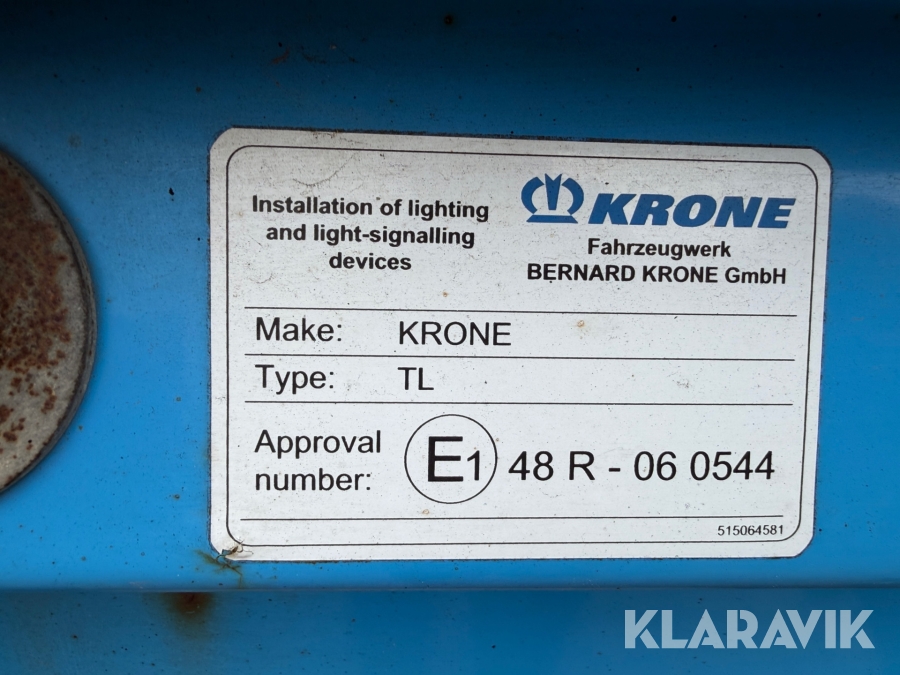 Installation of lighting
and light-signalling
devices
KRONE
Fahrzeugwerk
BERNARD KRONE GmbH
Make: KRONE
Type: TL
Approval
number: E1 48 R - 06 0544
515064581
KLARAVIK